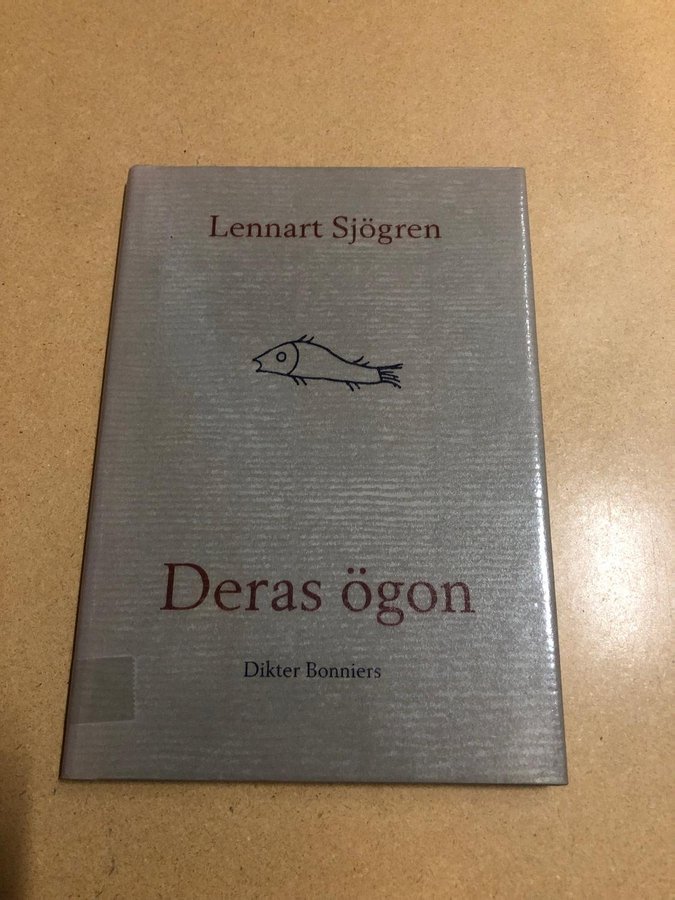 Lennart Sjögren
Deras ögon
Dikter Bonniers